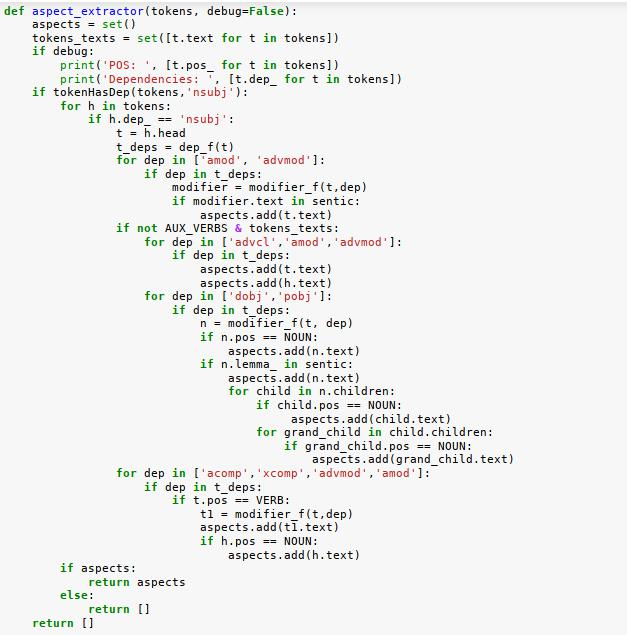 def aspect_extractor(tokens, debug=False):
    aspects = set()
    tokens_texts = set([t.text for t in tokens])
    if debug:
        print('POS: ', [t.pos_ for t in tokens])
        print('Dependencies: ', [t.dep_ for t in tokens])
    if tokenHasDep(tokens,'nsubj'):
        for h in tokens:
            if h.dep_ == 'nsubj':
                t = h.head
                t_deps = dep_f(t)
                for dep in ['amod', 'advmod']:
                    if dep in t_deps:
                        modifier = modifier_f(t,dep)
                        if modifier.text in sentic:
                            aspects.add(t.text)
                if not AUX_VERBS & tokens_texts:
                    for dep in ['advcl','amod','advmod']:
                        if dep in t_deps:
                            aspects.add(t.text)
                            aspects.add(h.text)
                    for dep in ['dobj','pobj']:
                        if dep in t_deps:
                            n = modifier_f(t, dep)
                            if n.pos == NOUN:
                                aspects.add(n.text)
                            if n.lemma_ in sentic:
                                aspects.add(n.text)
                                for child in n.children:
                                    if child.pos == NOUN:
                                         aspects.add(child.text)
                                    for grand_child in child.children:
                                        if grand_child.pos == NOUN:
                                            aspects.add(grand_child.text)
                for dep in ['acomp','xcomp','advmod','amod']:
                    if dep in t_deps:
                        if t.pos == VERB:
                            t1 = modifier_f(t,dep)
                            aspects.add(t1.text)
                            if h.pos == NOUN:
                                aspects.add(h.text)
        if aspects:
            return aspects
        else:
            return []
    return []